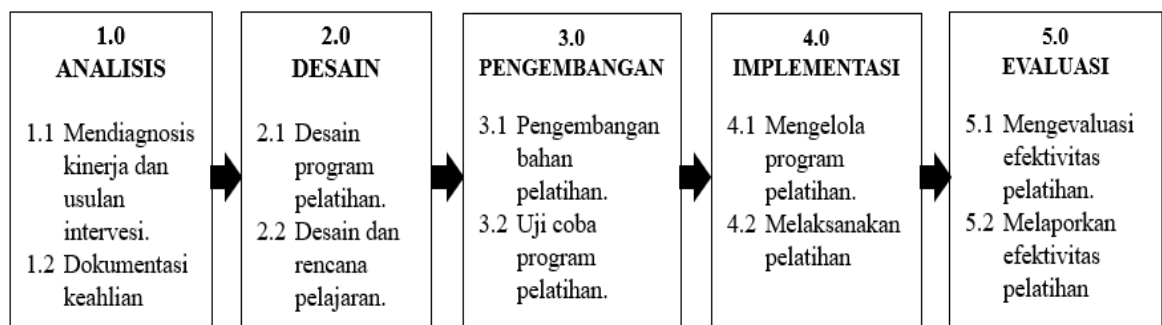 1.0
ANALISIS
1.1 Mendiagnosis
kinerja dan
usulan
intervesi.
1.2 Dokumentasi
keahlian
2.0
DESAIN
2.1 Desain
program
pelatihan.
2.2 Desain dan
rencana
pelajaran.
3.0
PENGEMBANGAN
3.1 Pengembangan
bahan
pelatihan.
3.2 Uji coba
program
pelatihan.
4.0
IMPLEMENTASI
4.1 Mengelola
program
pelatihan.
4.2 Melaksanakan
pelatihan
5.0
EVALUASI
5.1 Mengevaluasi
efektivitas
pelatihan.
5.2 Melaporkan
efektivitas
pelatihan